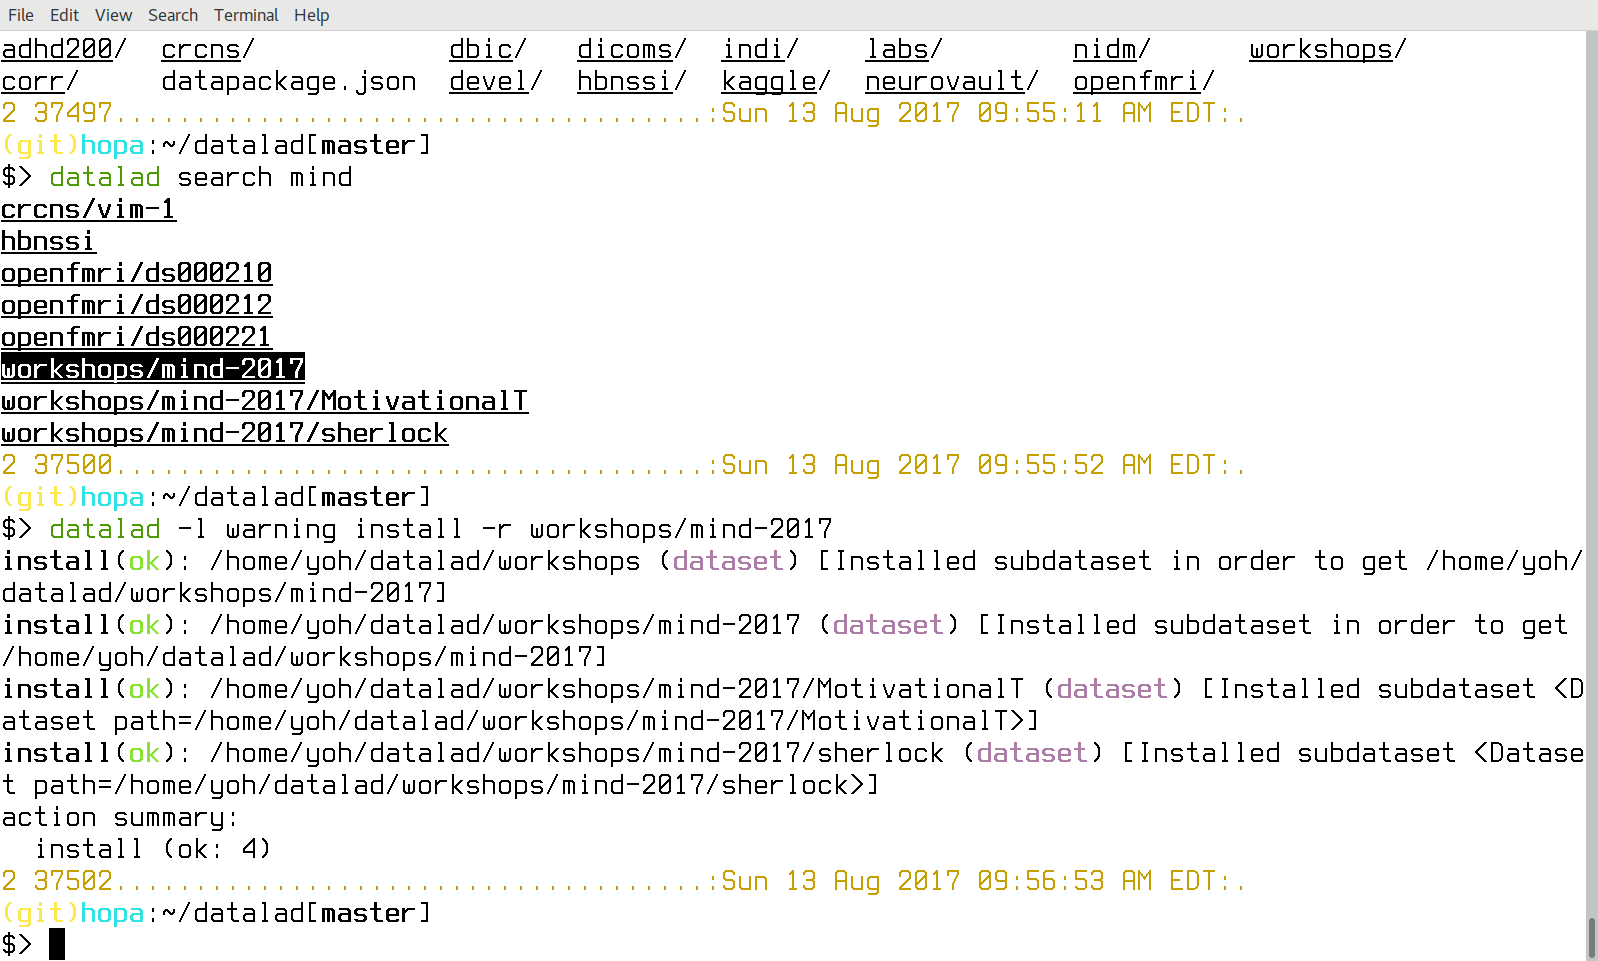 File Edit View Search Terminal Help
adhd200/ crcns/ dbic/ dicoms/ indi/ labs/ nidm/ workshops/
corr/ datapackage.json devel/ hbnssi/ kaggle/ neurovault/ openfmri/
2 37497.....................................:Sun 13 Aug 2017 09:55:11 AM EDT:.
(git)hopa:~/datalad[master]
$> datalad search mind
crcns/vim-1
hbnssi
openfmri/ds000210
openfmri/ds000212
openfmri/ds000221
workshops/mind-2017
workshops/mind-2017/MotivationalT
workshops/mind-2017/sherlock
2 37500.....................................:Sun 13 Aug 2017 09:55:52 AM EDT:.
(git)hopa:~/datalad[master]
$> datalad -l warning install -r workshops/mind-2017
install(ok): /home/yoh/datalad/workshops (dataset) [Installed subdataset in order to get /home/yoh/
datalad/workshops/mind-2017]
install(ok): /home/yoh/datalad/workshops/mind-2017 (dataset) [Installed subdataset in order to get
/home/yoh/datalad/workshops/mind-2017]
install(ok): /home/yoh/datalad/workshops/mind-2017/MotivationalT (dataset) [Installed subdataset <D
ataset path=/home/yoh/datalad/workshops/mind-2017/MotivationalT>]
install(ok): /home/yoh/datalad/workshops/mind-2017/sherlock (dataset) [Installed subdataset <Datase
t path=/home/yoh/datalad/workshops/mind-2017/sherlock>]
action summary:
  install (ok: 4)
2 37502.....................................:Sun 13 Aug 2017 09:56:53 AM EDT:.
(git)hopa:~/datalad[master]
$>